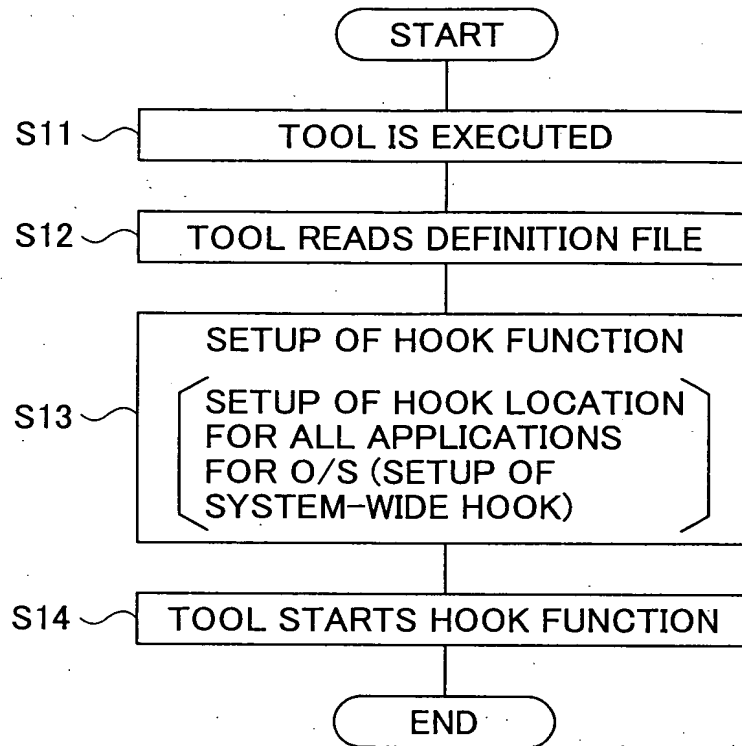 START
S11 TOOL IS EXECUTED
S12 TOOL READS DEFINITION FILE
SETUP OF HOOK FUNCTION
S13
SETUP OF HOOK LOCATION
FOR ALL APPLICATIONS
FOR O/S (SETUP OF
SYSTEM-WIDE HOOK)
S14 TOOL STARTS HOOK FUNCTION
END